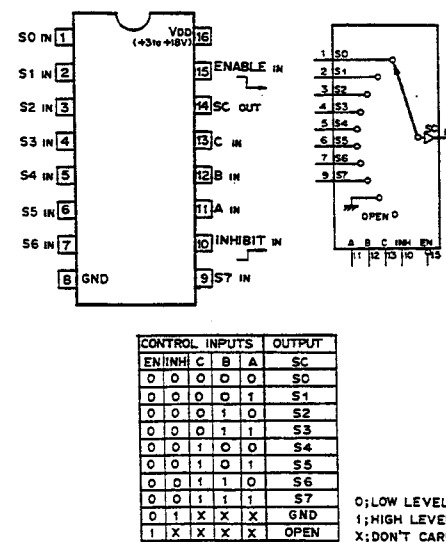 S0 IN 1
VDD 16
(+3 to +18V)
S1 IN 2
15 ENABLE IN
S2 IN 3
14 SC OUT
S3 IN 4
13 C IN
S4 IN 5
12 B IN
S5 IN 6
11 A IN
S6 IN 7
10 INHIBIT IN
8 GND
9 S7 IN
1 S0
2 S1
3 S2
4 S3
5 S4
6 S5
7 S6
9 S7
SC
OPEN
A B C INH EN
11 12 13 10 15
CONTROL INPUTS OUTPUT
EN INH C B A SC
0 0 0 0 0 S0
0 0 0 0 1 S1
0 0 0 1 0 S2
0 0 0 1 1 S3
0 0 1 0 0 S4
0 0 1 0 1 S5
0 0 1 1 0 S6
0 0 1 1 1 S7
0 1 X X X GND
1 X X X X OPEN
0;LOW LEVEL
1;HIGH LEVE
X;DON'T CAR